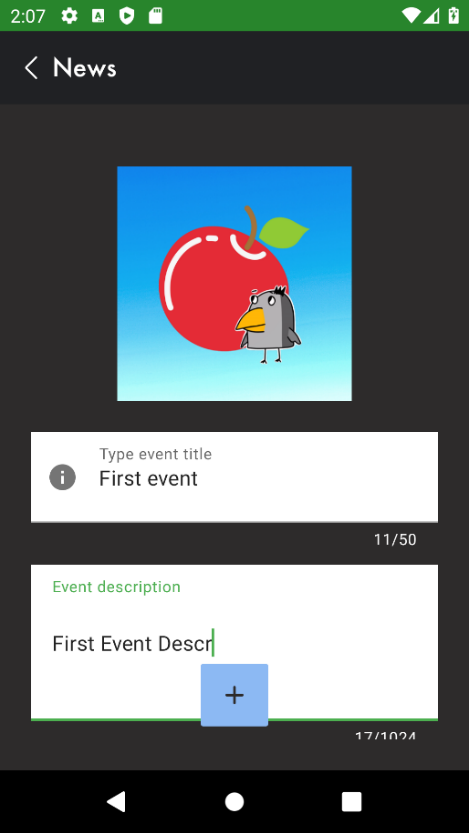 2:07
News
Type event title
First event
11/50
Event description
First Event Descr
17/1024